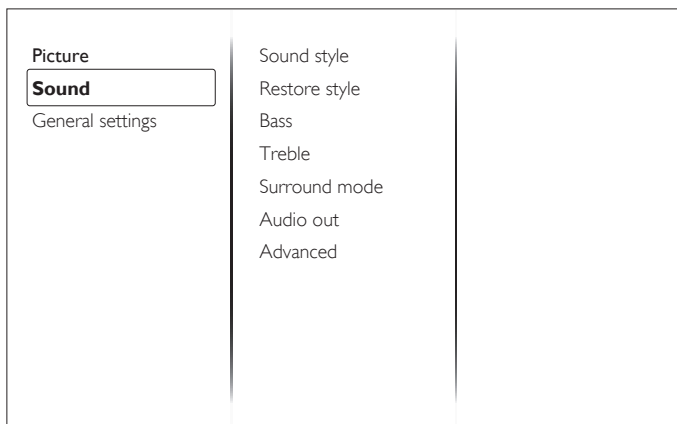 Picture
Sound
General settings
Sound style
Restore style
Bass
Treble
Surround mode
Audio out
Advanced